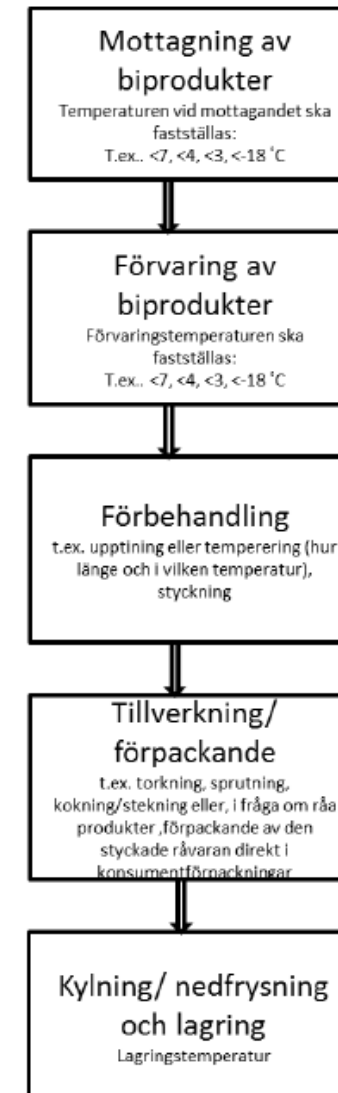 Mottagning av
biprodukter
Temperaturen vid mottagandet ska
fastställas:
T.ex.. <7, <4, <3, <-18 ˚C
Förvaring av
biprodukter
Förvaringstemperaturen ska
fastställas:
T.ex.. <7, <4, <3, <-18 ˚C
Förbehandling
t.ex. upptining eller temperering (hur
länge och i vilken temperatur),
styckning
Tillverkning/
förpackande
t.ex. torkning, sprutning,
kokning/stekning eller, i fråga om råa
produkter ,förpackande av den
styckade råvaran direkt i
konsumentförpackningar
Kylning/ nedfrysning
och lagring
Lagringstemperatur